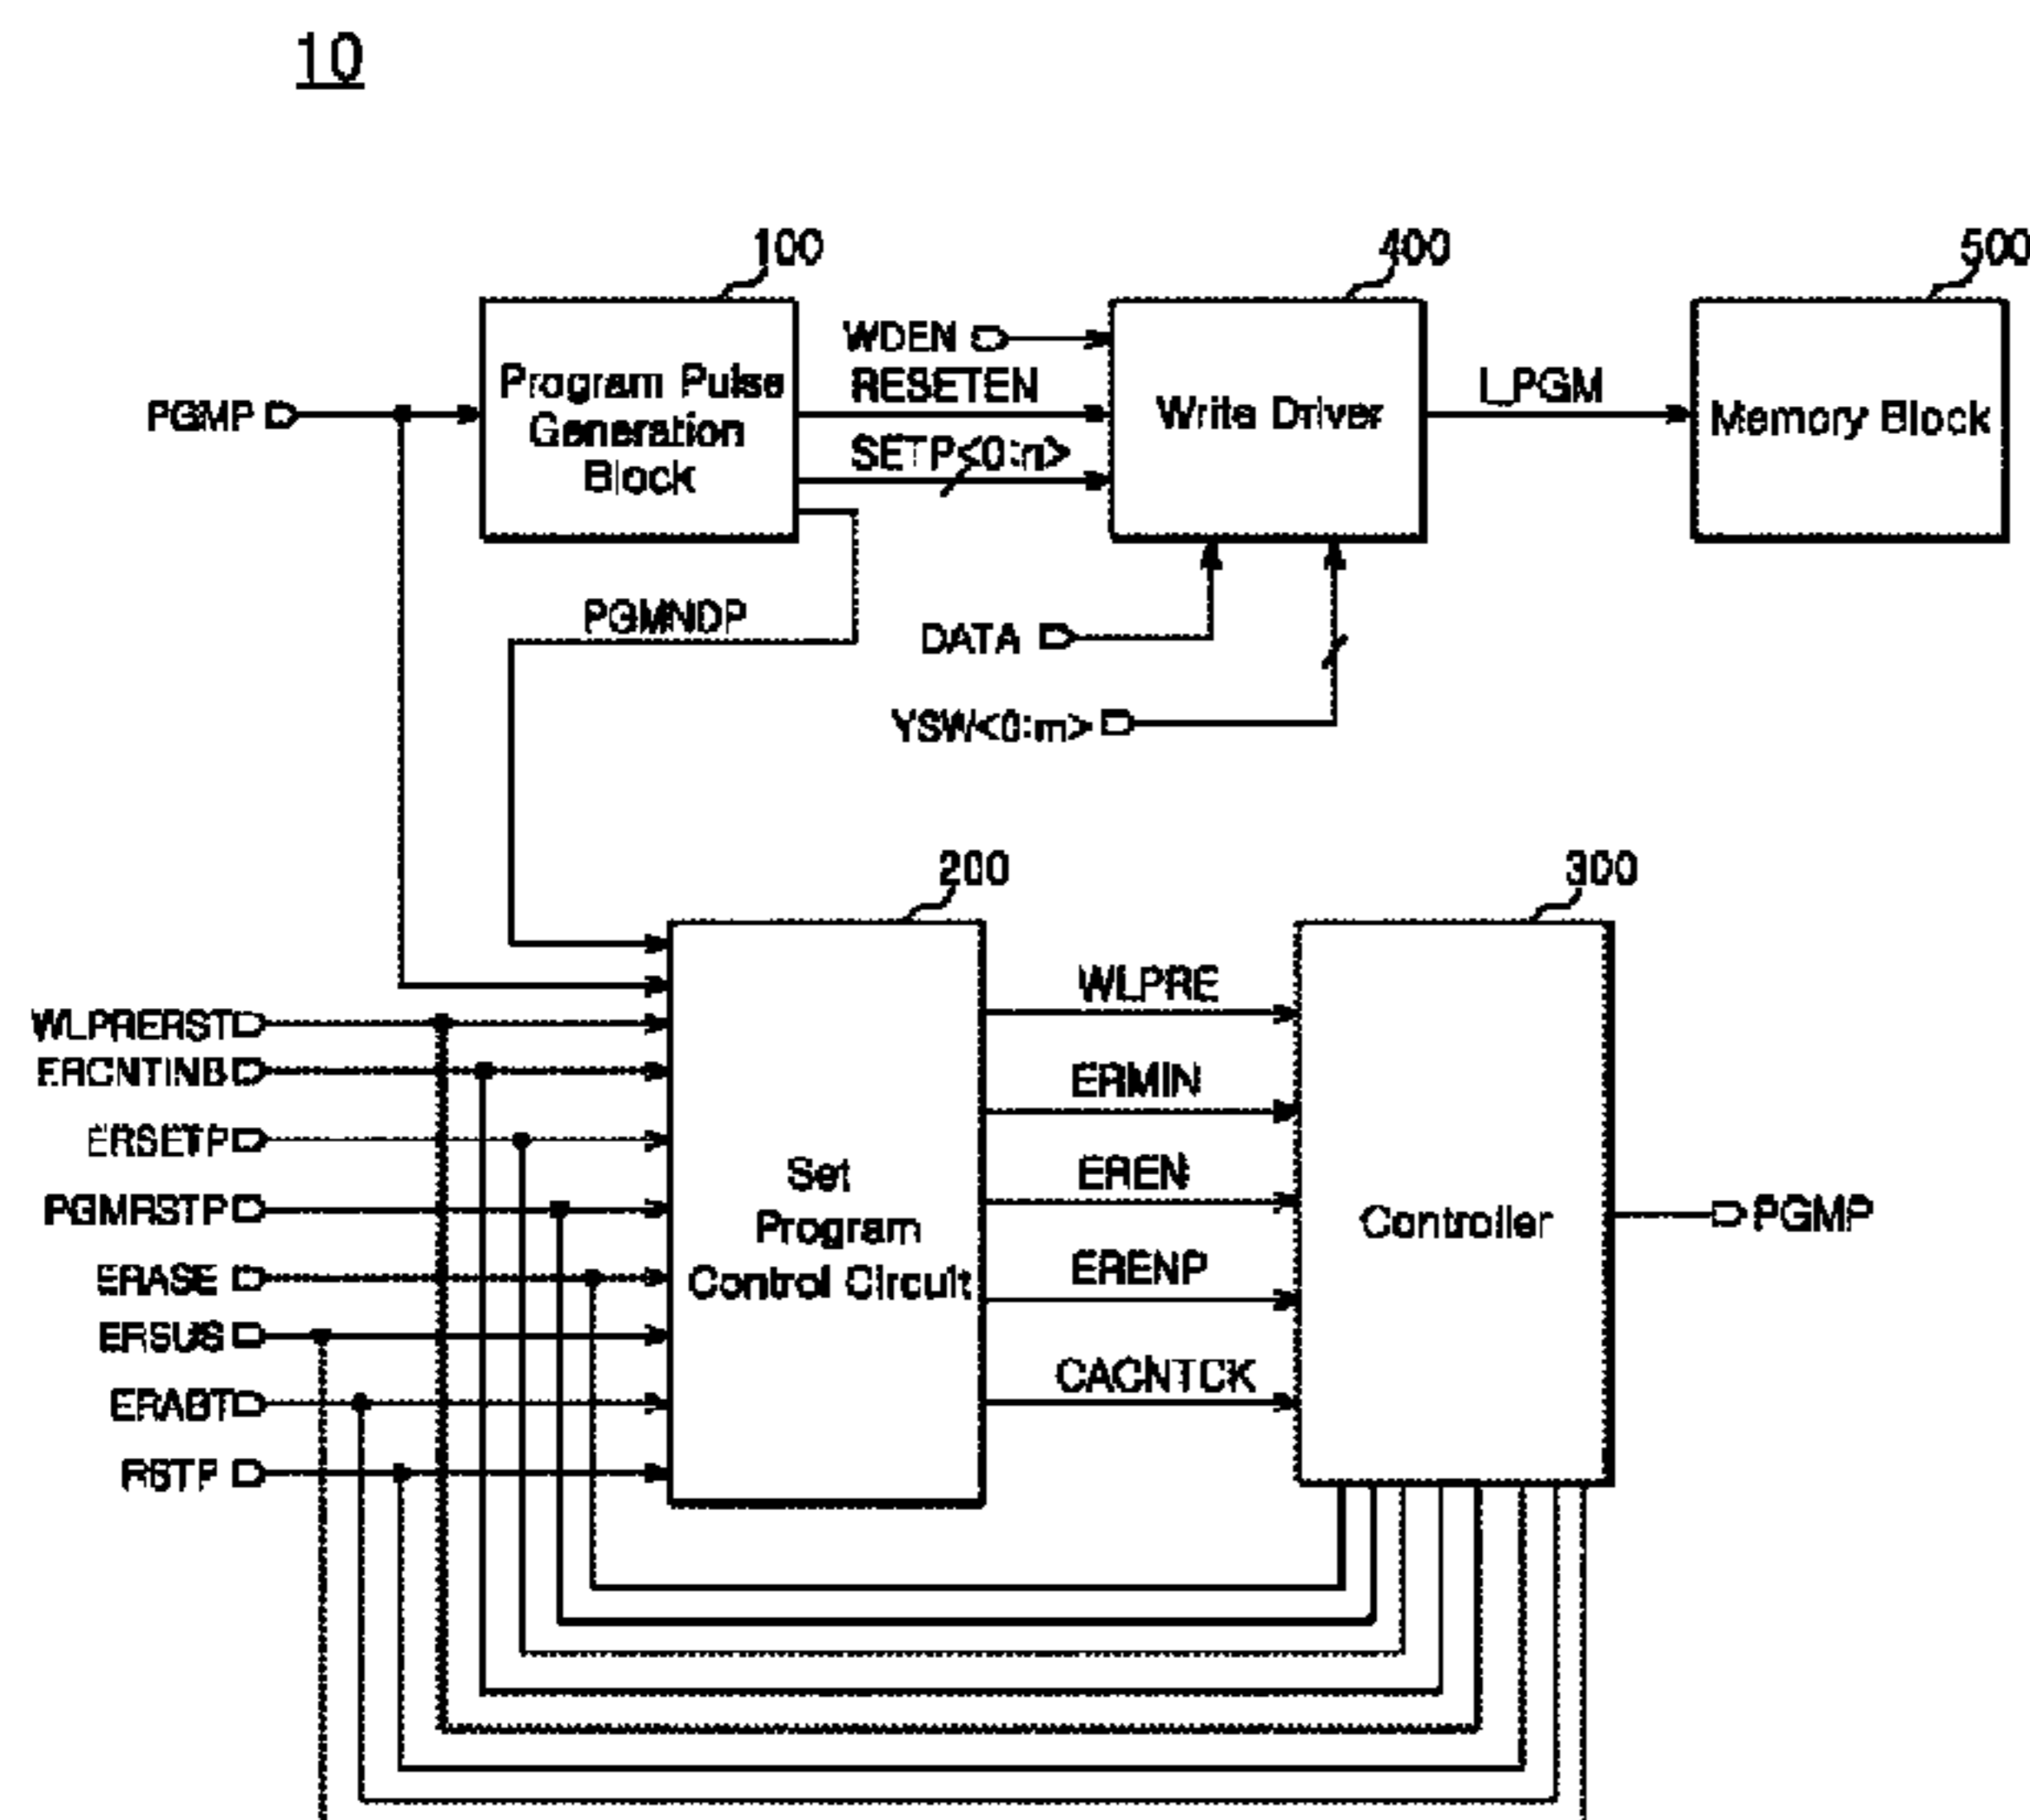 10
100
400
500
WDEN
Program Pulse
Generation
Block
RESETEN
I_PGM
PGMP
Write Driver
Memory Block
SETP<0:n>
PGMNDP
DATA
YSW<0:m>
200
300
WLPRE
WLPRERST
ERCNTINB
ERMIN
ERSETP
Set
Program
Control Circuit
EREN
PGMRSTP
Controller
PGMP
ERASE
ERENP
ERSUS
CACNTCK
ERABT
RSTP